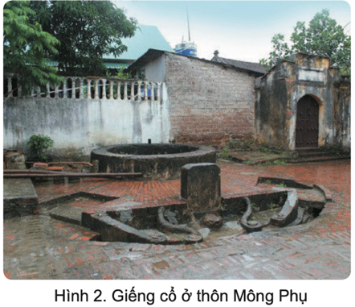 Hình 2. Giếng cổ ở thôn Mông Phụ